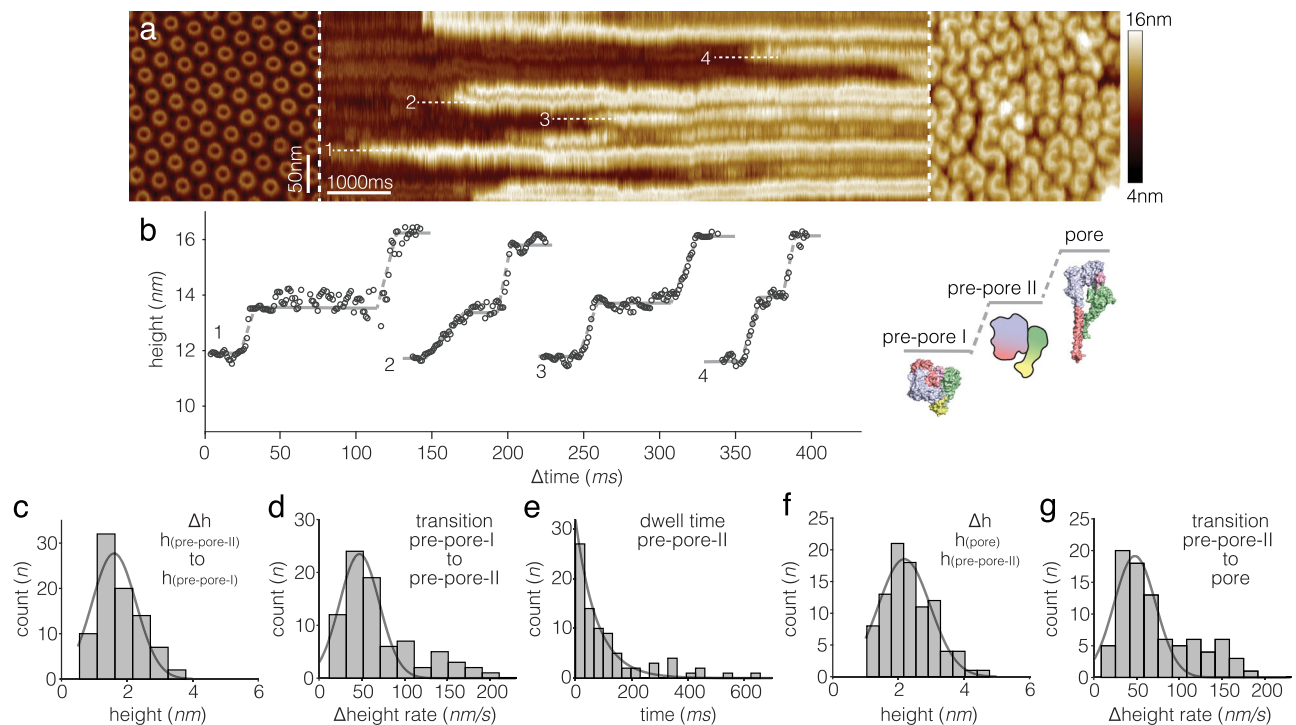 a
16nm
4nm
1
2
3
4
50nm
1000ms
b
height (nm)
16
14
12
10
1
2
3
4
0 50 100 150 200 250 300 350 400
Δtime (ms)
pre-pore I
pre-pore II
pore
c
Δh
h(pre-pore-II)
to
h(pre-pore-I)
count (n)
30
20
10
0
0 2 4 6
height (nm)
d
transition
pre-pore-I
to
pre-pore-II
count (n)
30
20
10
0
0 50 100 150 200
Δheight rate (nm/s)
e
dwell time
pre-pore-II
count (n)
30
20
10
0
0 200 400 600
time (ms)
f
Δh
h(pore)
h(pre-pore-II)
count (n)
25
20
15
10
5
0
0 2 4 6
height (nm)
g
transition
pre-pore-II
to
pore
count (n)
25
20
15
10
5
0
0 50 100 150 200
Δheight rate (nm/s)